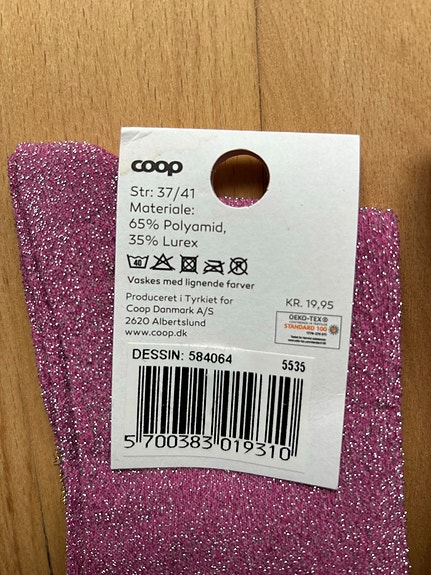 coop
Str: 37/41
Materiale:
65% Polyamid,
35% Lurex
Vaskes med lignende farver
Produceret i Tyrkiet for
Coop Danmark A/S
2620 Albertslund
www.coop.dk
KR. 19,95
OEKO-TEX®
STANDARD 100
DESSIN: 584064
5535
5 700383 019310